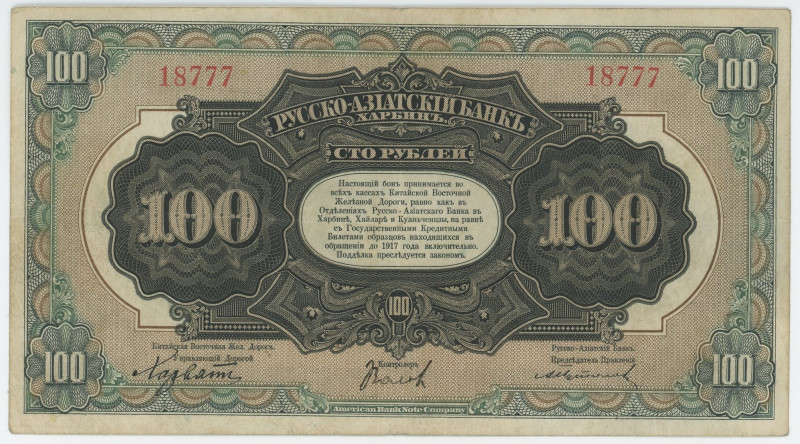 100 100
18777 18777
РУССКО-АЗІАТСКІЙ БАНКЪ
ХАРБИНЪ.
СТО РУБЛЕЙ
Настоящій бонъ принимается во
всѣхъ кассахъ Китайской Восточной
Желѣзной Дороги, равно какъ въ
Отдѣленіяхъ Русско-Азіатскаго Банка въ
Харбинѣ, Хайларѣ и Куаньченцзы, на равнѣ
съ Государственными Кредитными
Билетами образцовъ находящихся въ
обращеніи до 1917 года включительно.
Поддѣлка преслѣдуется закономъ.
100 100
100
Китайская Восточная Жел. Дорога. Русско-Азіатскій Банкъ.
Управляющій Дорогой Контролеръ Предсѣдатель Правленія
Хорватъ
100 100
American Bank Note Company